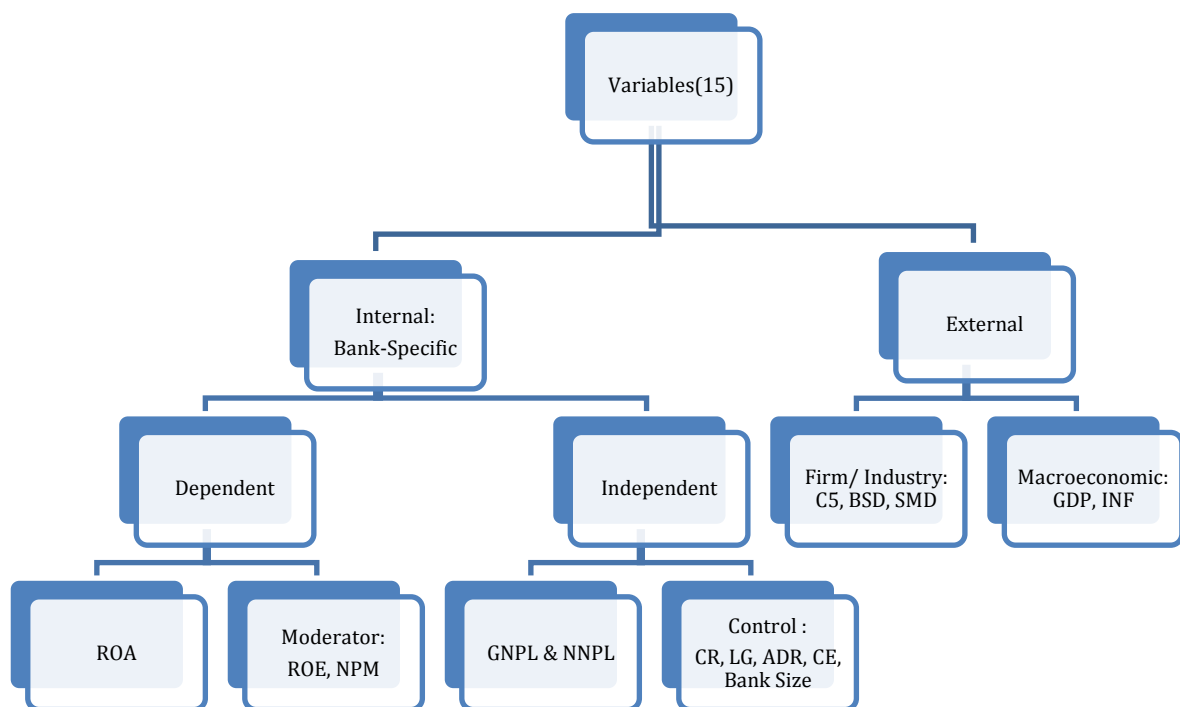 Variables(15)
Internal:
Bank-Specific
External
Dependent
Independent
Firm/ Industry:
C5, BSD, SMD
Macroeconomic:
GDP, INF
ROA
Moderator:
ROE, NPM
GNPL & NNPL
Control :
CR, LG, ADR, CE,
Bank Size